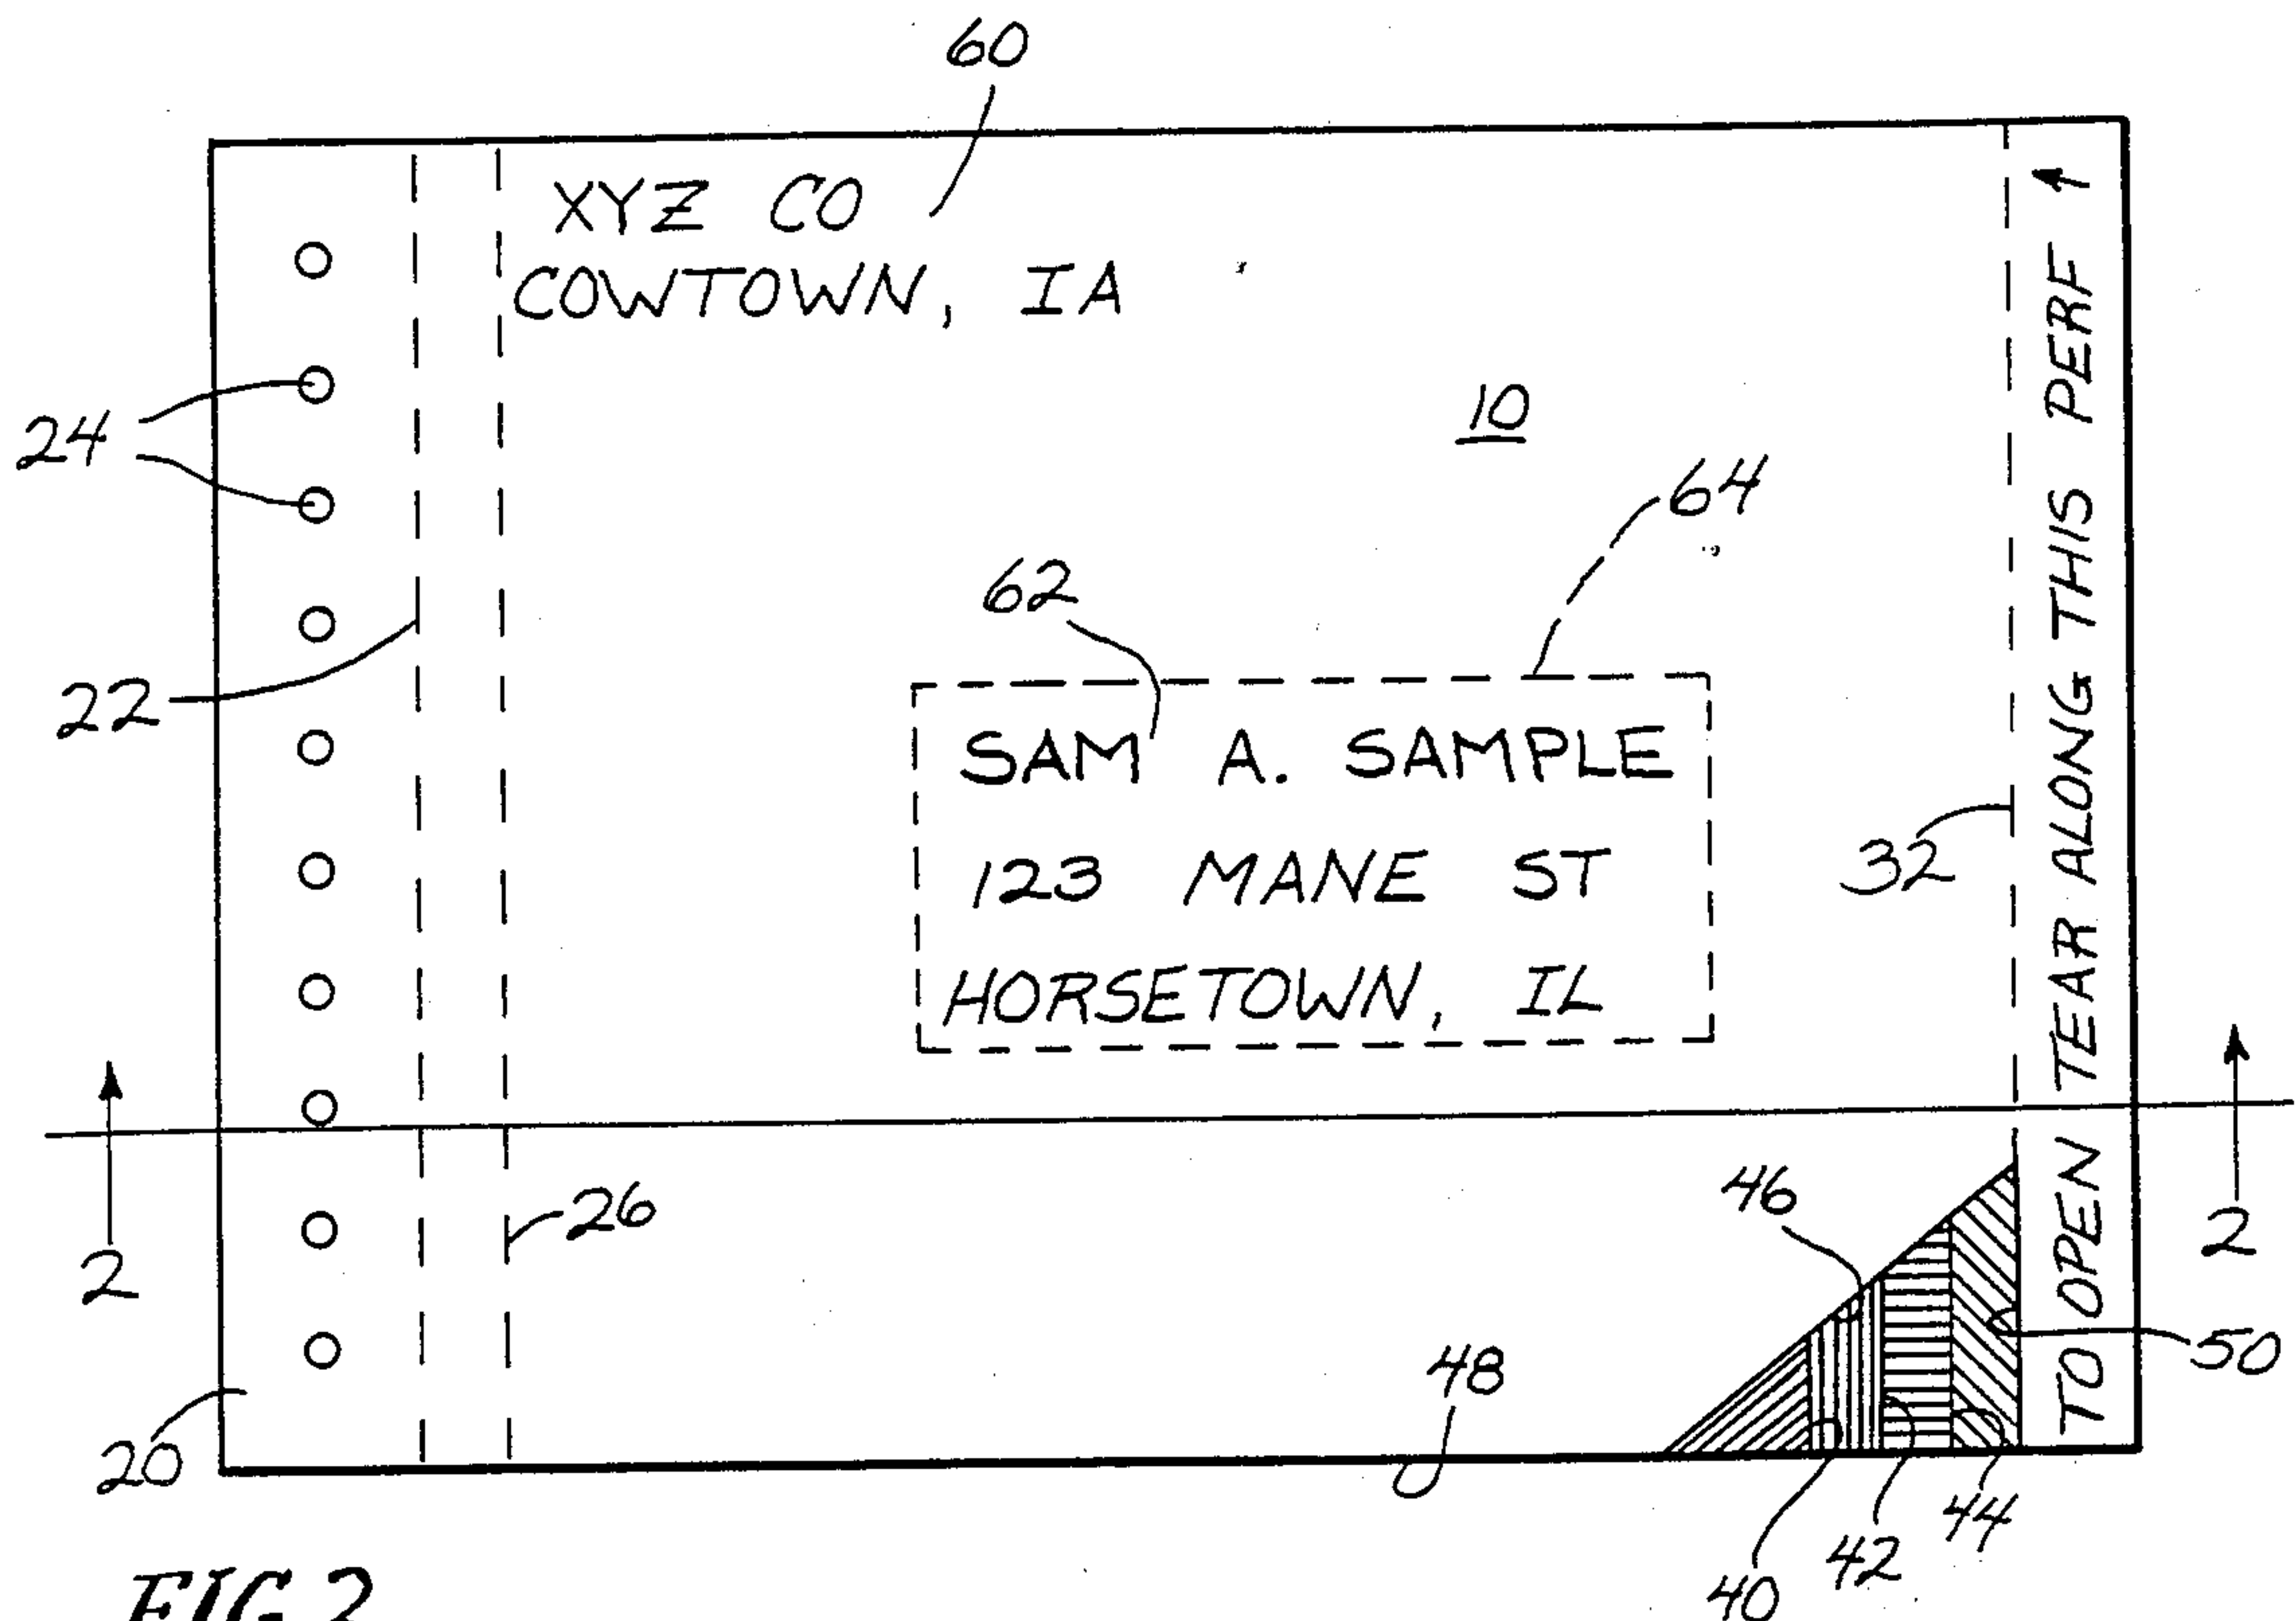 60
XYZ CO
COWTOWN, IA
10
24
64
62
22
SAM A. SAMPLE
123 MANE ST
HORSETOWN, IL
32
TO OPEN TEAR ALONG THIS PERF
26
46
2
2
50
48
20
44
42
40
FIG. 2